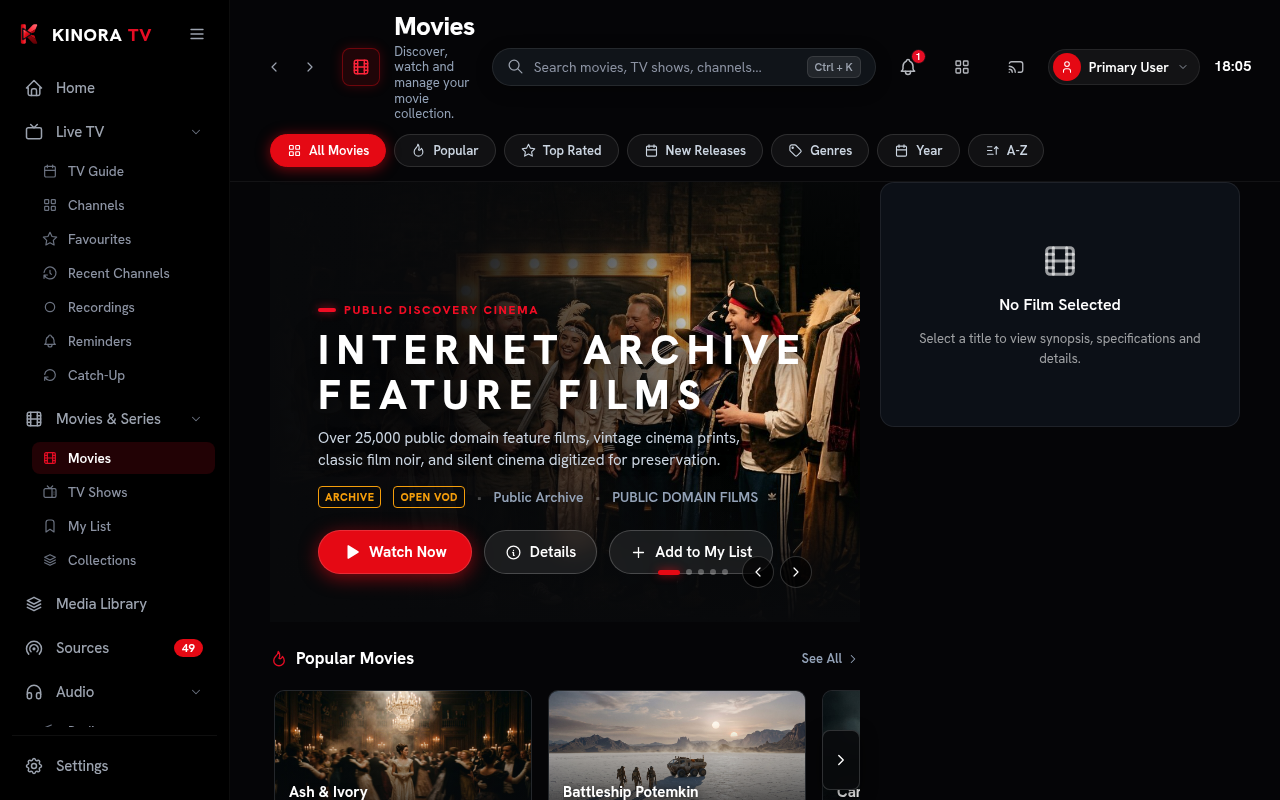 KINORA TV
Home
Live TV
TV Guide
Channels
Favourites
Recent Channels
Recordings
Reminders
Catch-Up
Movies & Series
Movies
TV Shows
My List
Collections
Media Library
Sources 49
Audio
Settings
Movies
Discover,
watch and
manage your
movie
collection.
Search movies, TV shows, channels...
Ctrl + K
1
Primary User
18:05
All Movies
Popular
Top Rated
New Releases
Genres
Year
A-Z
PUBLIC DISCOVERY CINEMA
INTERNET ARCHIVE
FEATURE FILMS
Over 25,000 public domain feature films, vintage cinema prints,
classic film noir, and silent cinema digitized for preservation.
ARCHIVE OPEN VOD • Public Archive • PUBLIC DOMAIN FILMS
Watch Now
Details
Add to My List
No Film Selected
Select a title to view synopsis, specifications and
details.
Popular Movies
See All
Ash & Ivory
Battleship Potemkin